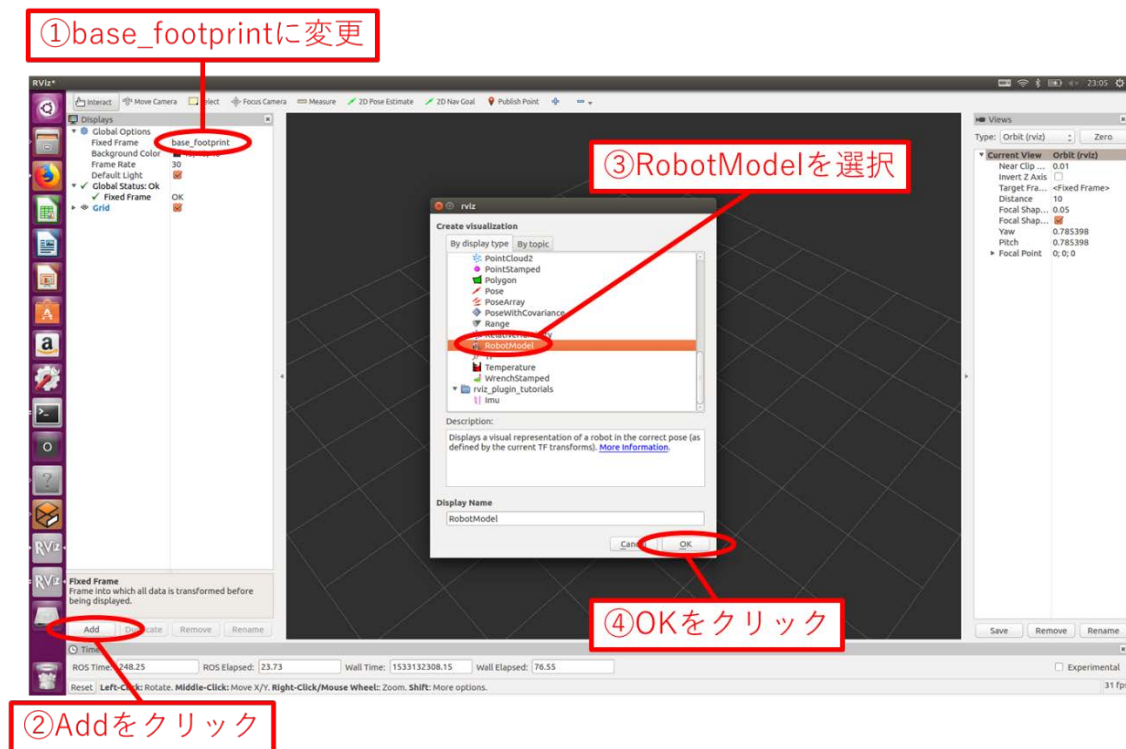 ①base_footprintに変更
RViz*
23:05
Interact
Move Camera
Select
Focus Camera
Measure
2D Pose Estimate
2D Nav Goal
Publish Point
Displays
Global Options
Fixed Frame base_footprint
Background Color
Frame Rate 30
Default Light
Global Status: Ok
Fixed Frame OK
Grid
③RobotModelを選択
rviz
Create visualization
By display type By topic
PointCloud2
PointStamped
Polygon
Pose
PoseArray
PoseWithCovariance
Range
RobotModel
Temperature
WrenchStamped
rviz_plugin_tutorials
Imu
Description:
Displays a visual representation of a robot in the correct pose (as
defined by the current TF transforms). More Information.
Display Name
RobotModel
OK
Views
Type: Orbit (rviz) Zero
Current View Orbit (rviz)
Near Clip ... 0.01
Invert Z Axis
Target Fra... <Fixed Frame>
Distance 10
Focal Shap... 0.05
Focal Shap...
Yaw 0.785398
Pitch 0.785398
Focal Point 0; 0; 0
Fixed Frame
Frame into which all data is transformed before
being displayed.
Add Remove Rename
④OKをクリック
Save Remove Rename
Time
ROS Time: 248.25 ROS Elapsed: 23.73 Wall Time: 1533132308.15 Wall Elapsed: 76.55 Experimental
Reset Left-Click: Rotate. Middle-Click: Move X/Y. Right-Click/Mouse Wheel: Zoom. Shift: More options. 31 fps
②Addをクリック